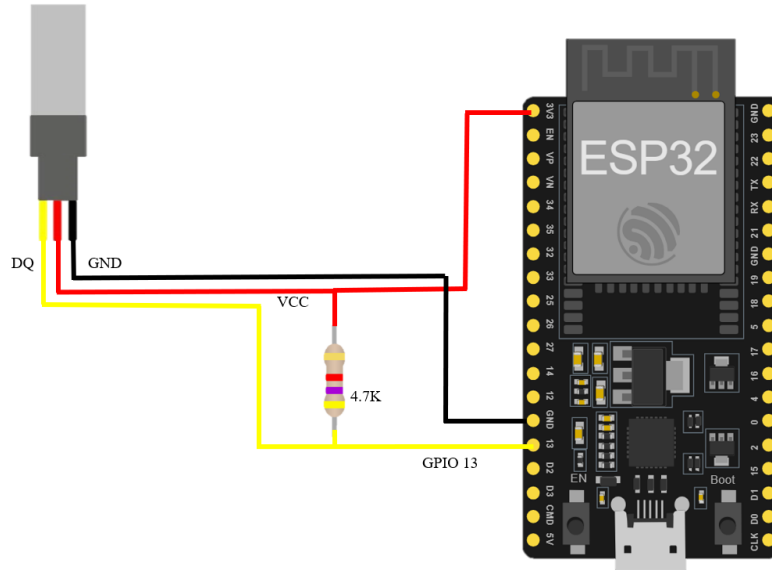 DQ
GND
VCC
4.7K
GPIO 13
ESP32
3V3
EN
VP
VN
34
35
32
33
25
26
27
14
12
GND
13
D2
D3
CMD
5V
GND
23
22
TX
RX
21
GND
19
18
5
17
16
4
0
2
15
D1
D0
CLK
EN
Boot